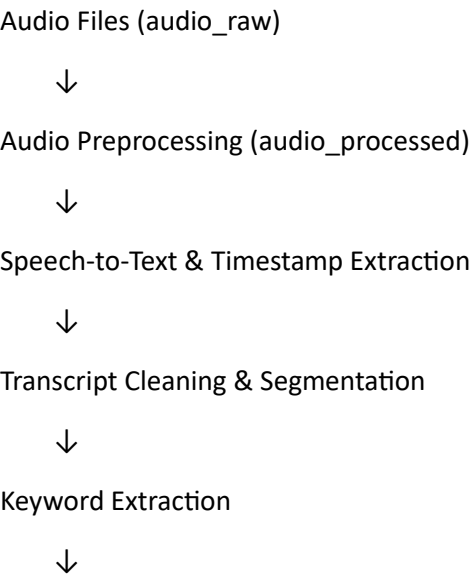 Audio Files (audio_raw)
↓
Audio Preprocessing (audio_processed)
↓
Speech-to-Text & Timestamp Extraction
↓
Transcript Cleaning & Segmentation
↓
Keyword Extraction
↓